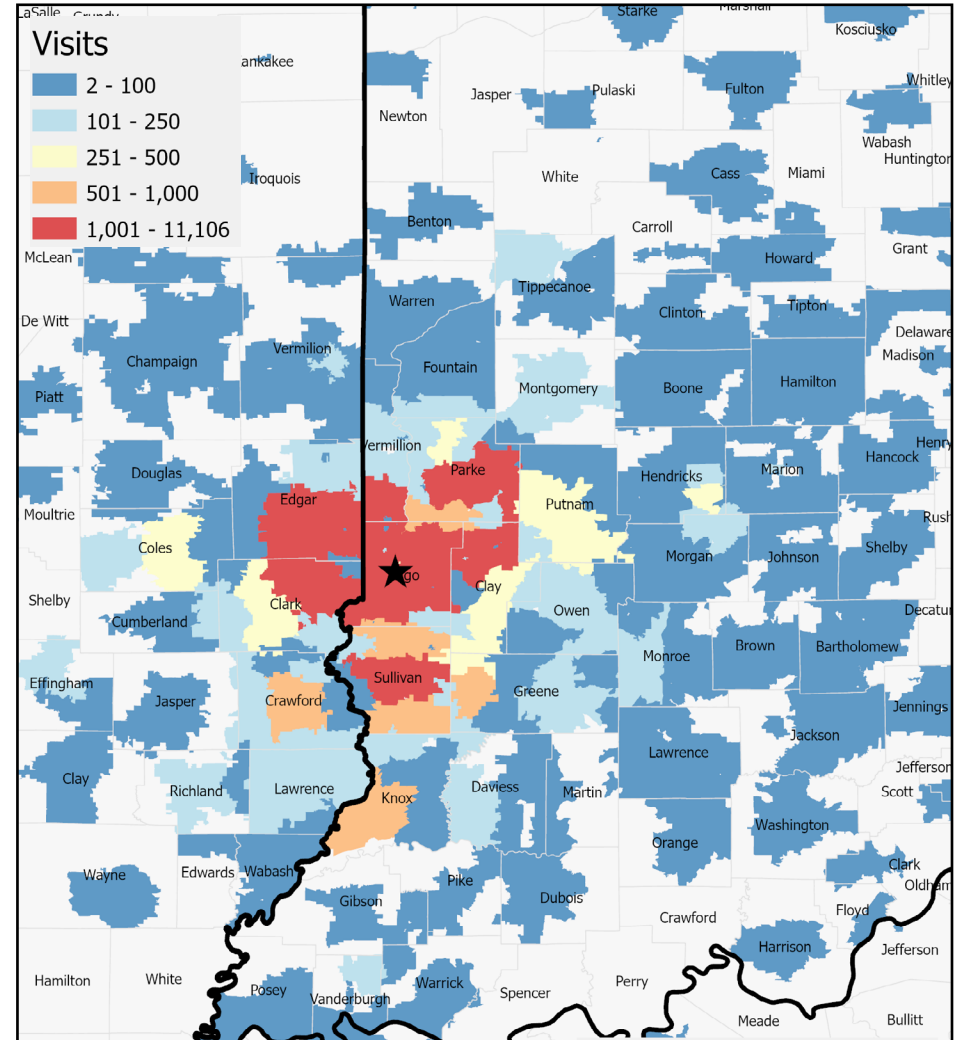 LaSalle
Grundy
Starke
Marshall
Kosciusko
Visits
ankakee
2 - 100
Jasper
Pulaski
Fulton
Whitley
101 - 250
Newton
251 - 500
Wabash
Huntington
501 - 1,000
Iroquois
White
Cass
Miami
1,001 - 11,106
Benton
Carroll
McLean
Grant
Howard
Tippecanoe
Warren
De Witt
Clinton
Tipton
Delaware
Vermilion
Champaign
Madison
Fountain
Montgomery
Boone
Hamilton
Piatt
Vermillion
Henry
Douglas
Parke
Hendricks
Marion
Hancock
Edgar
Putnam
Moultrie
Rush
Coles
Morgan
Johnson
Shelby
go
Clay
Shelby
Clark
Owen
Decatur
Cumberland
Monroe
Brown
Bartholomew
Effingham
Sullivan
Greene
Jasper
Crawford
Jennings
Jackson
Lawrence
Clay
Jefferson
Richland
Lawrence
Knox
Daviess
Martin
Scott
Washington
Orange
Wayne
Edwards
Wabash
Clark
Pike
Oldham
Gibson
Dubois
Floyd
Crawford
Harrison
Jefferson
Hamilton
White
Posey
Vanderburgh
Warrick
Spencer
Perry
Meade
Bullitt